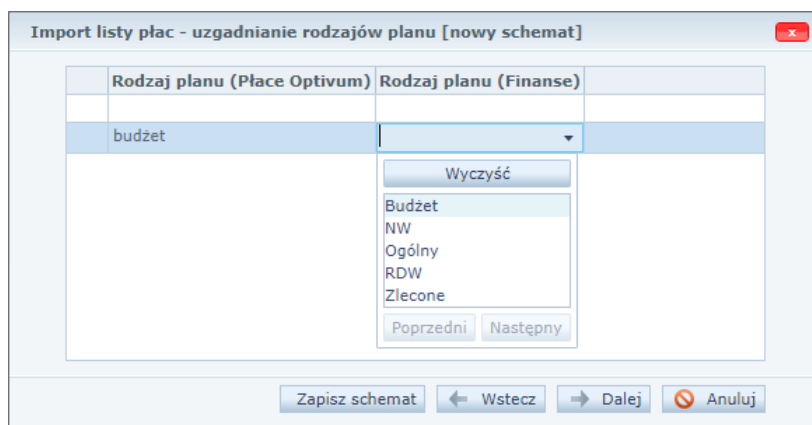 Import listy płac - uzgadnianie rodzajów planu [nowy schemat]
x
Rodzaj planu (Płace Optivum) Rodzaj planu (Finanse)
budżet
Wyczyść
Budżet
NW
Ogólny
RDW
Zlecone
Poprzedni Następny
Zapisz schemat Wstecz Dalej Anuluj